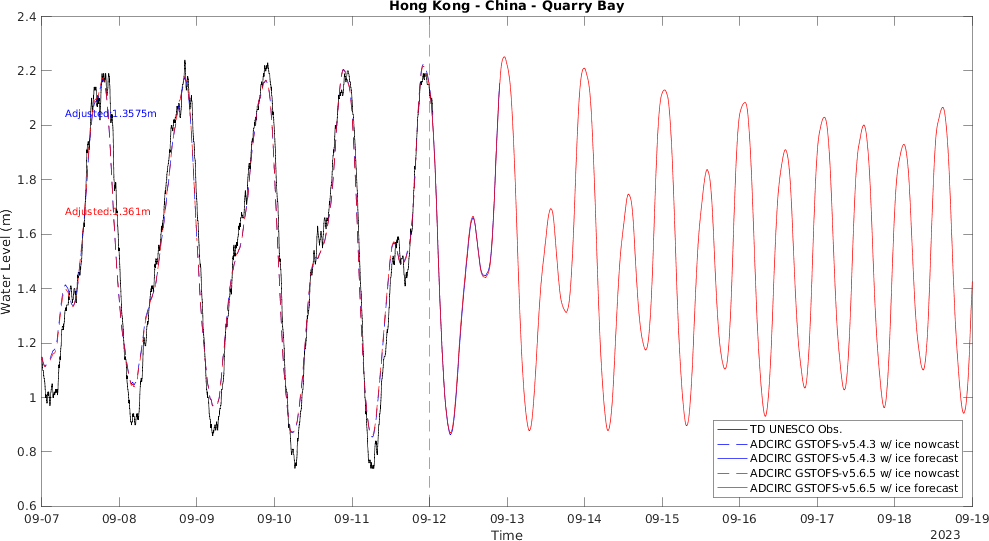 Hong Kong - China - Quarry Bay
2.4
2.2
2
1.8
1.6
1.4
1.2
1
0.8
0.6
Water Level (m)
Adjusted:1.3575m
Adjusted:1.361m
TD UNESCO Obs.
ADCIRC GSTOFS-v5.4.3 w/ ice nowcast
ADCIRC GSTOFS-v5.4.3 w/ ice forecast
ADCIRC GSTOFS-v5.6.5 w/ ice nowcast
ADCIRC GSTOFS-v5.6.5 w/ ice forecast
09-07 09-08 09-09 09-10 09-11 09-12 09-13 09-14 09-15 09-16 09-17 09-18 09-19
Time
2023